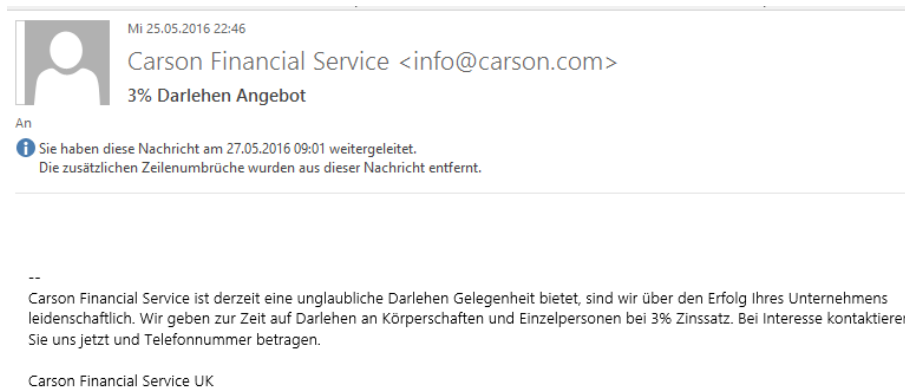 Mi 25.05.2016 22:46
Carson Financial Service <info@carson.com>
3% Darlehen Angebot
An
Sie haben diese Nachricht am 27.05.2016 09:01 weitergeleitet.
Die zusätzlichen Zeilenumbrüche wurden aus dieser Nachricht entfernt.
--
Carson Financial Service ist derzeit eine unglaubliche Darlehen Gelegenheit bietet, sind wir über den Erfolg Ihres Unternehmens
leidenschaftlich. Wir geben zur Zeit auf Darlehen an Körperschaften und Einzelpersonen bei 3% Zinssatz. Bei Interesse kontaktieren
Sie uns jetzt und Telefonnummer betragen.
Carson Financial Service UK